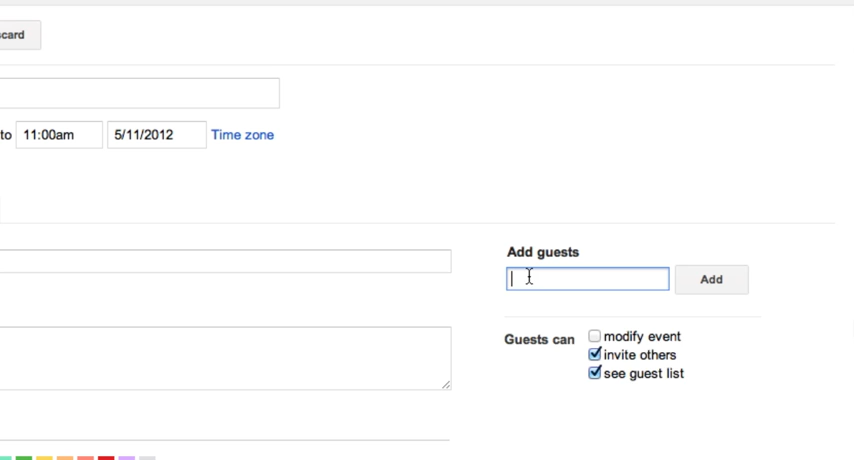 scard
to 11:00am 5/11/2012 Time zone
Add guests
Add
Guests can modify event
invite others
see guest list